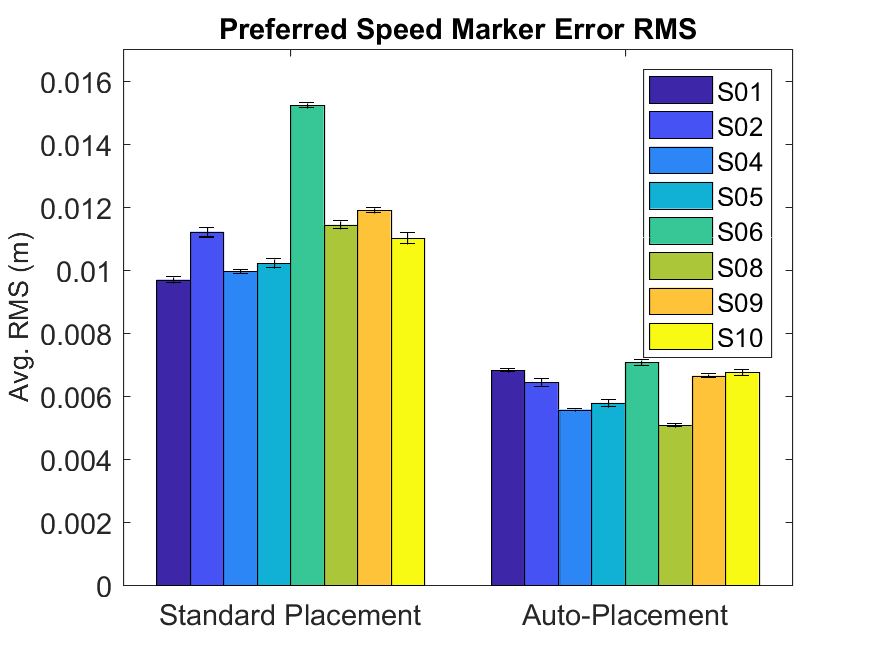 Preferred Speed Marker Error RMS
Avg. RMS (m)
0.016
0.014
0.012
0.01
0.008
0.006
0.004
0.002
0
Standard Placement
Auto-Placement
S01
S02
S04
S05
S06
S08
S09
S10